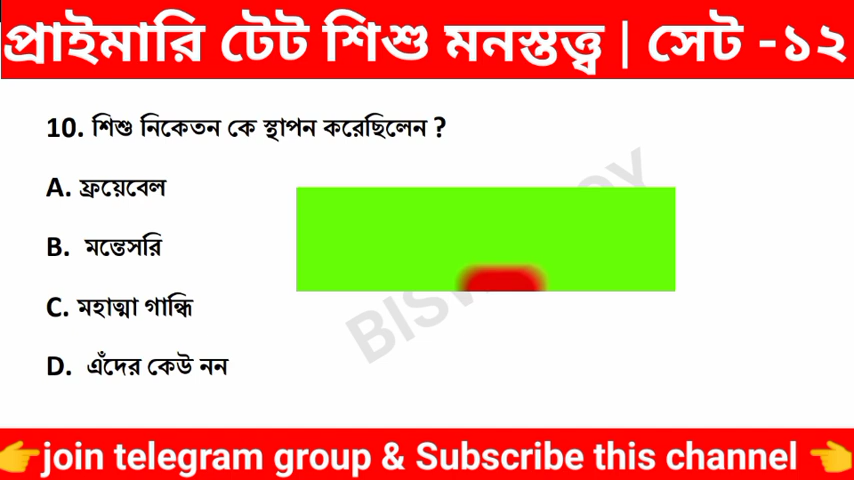 প্রাইমারি টেট শিশু মনস্তত্ত্ব | সেট -১২
10. শিশু নিকেতন কে স্থাপন করেছিলেন ?
A. ফ্রয়েবেল
B. মন্তেসরি
C. মহাত্মা গান্ধি
D. এঁদের কেউ নন
👉join telegram group & Subscribe this channel 👈